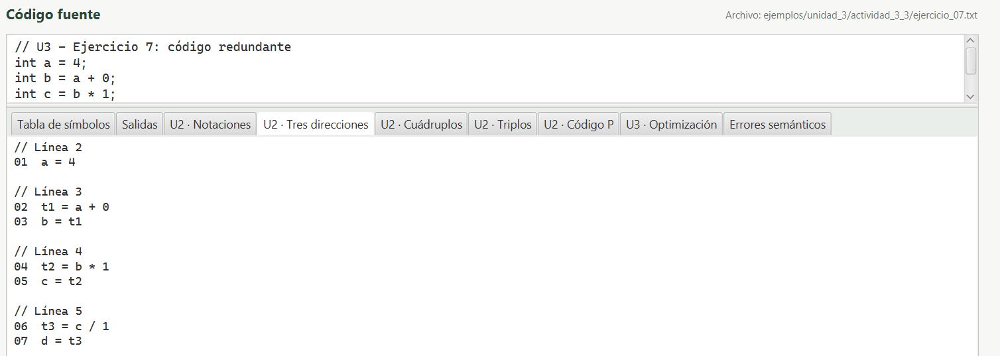 Código fuente
Archivo: ejemplos/unidad_3/actividad_3_3/ejercicio_07.txt
// U3 – Ejercicio 7: código redundante
int a = 4;
int b = a + 0;
int c = b * 1;
Tabla de símbolos
Salidas
U2 · Notaciones
U2 · Tres direcciones
U2 · Cuádruplos
U2 · Triplos
U2 · Código P
U3 · Optimización
Errores semánticos
// Línea 2
01  a = 4
// Línea 3
02  t1 = a + 0
03  b = t1
// Línea 4
04  t2 = b * 1
05  c = t2
// Línea 5
06  t3 = c / 1
07  d = t3